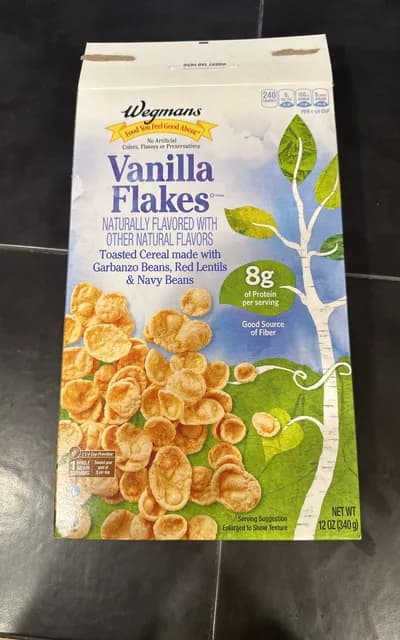 240
Wegmans
Food You Feel Good About
No Artificial
Colors, Flavors or Preservatives
Vanilla
Flakes
NATURALLY FLAVORED WITH
OTHER NATURAL FLAVORS
Toasted Cereal made with
Garbanzo Beans, Red Lentils
& Navy Beans
8g
of Protein
per serving
Good Source
of Fiber
Serving Suggestion
Enlarged to Show Texture
NET WT
12 OZ (340g)